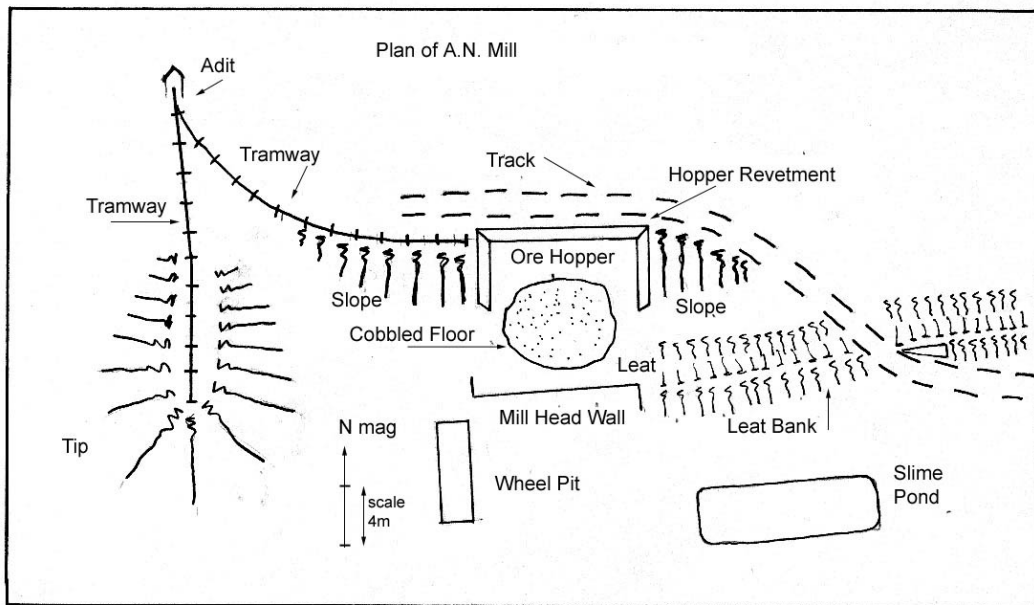 Plan of A.N. Mill
Adit
Tramway
Track
Hopper Revetment
Tramway
Ore Hopper
Slope
Slope
Cobbled Floor
Leat
Mill Head Wall
Leat Bank
N mag
Tip
Wheel Pit
Slime
Pond
scale
4m